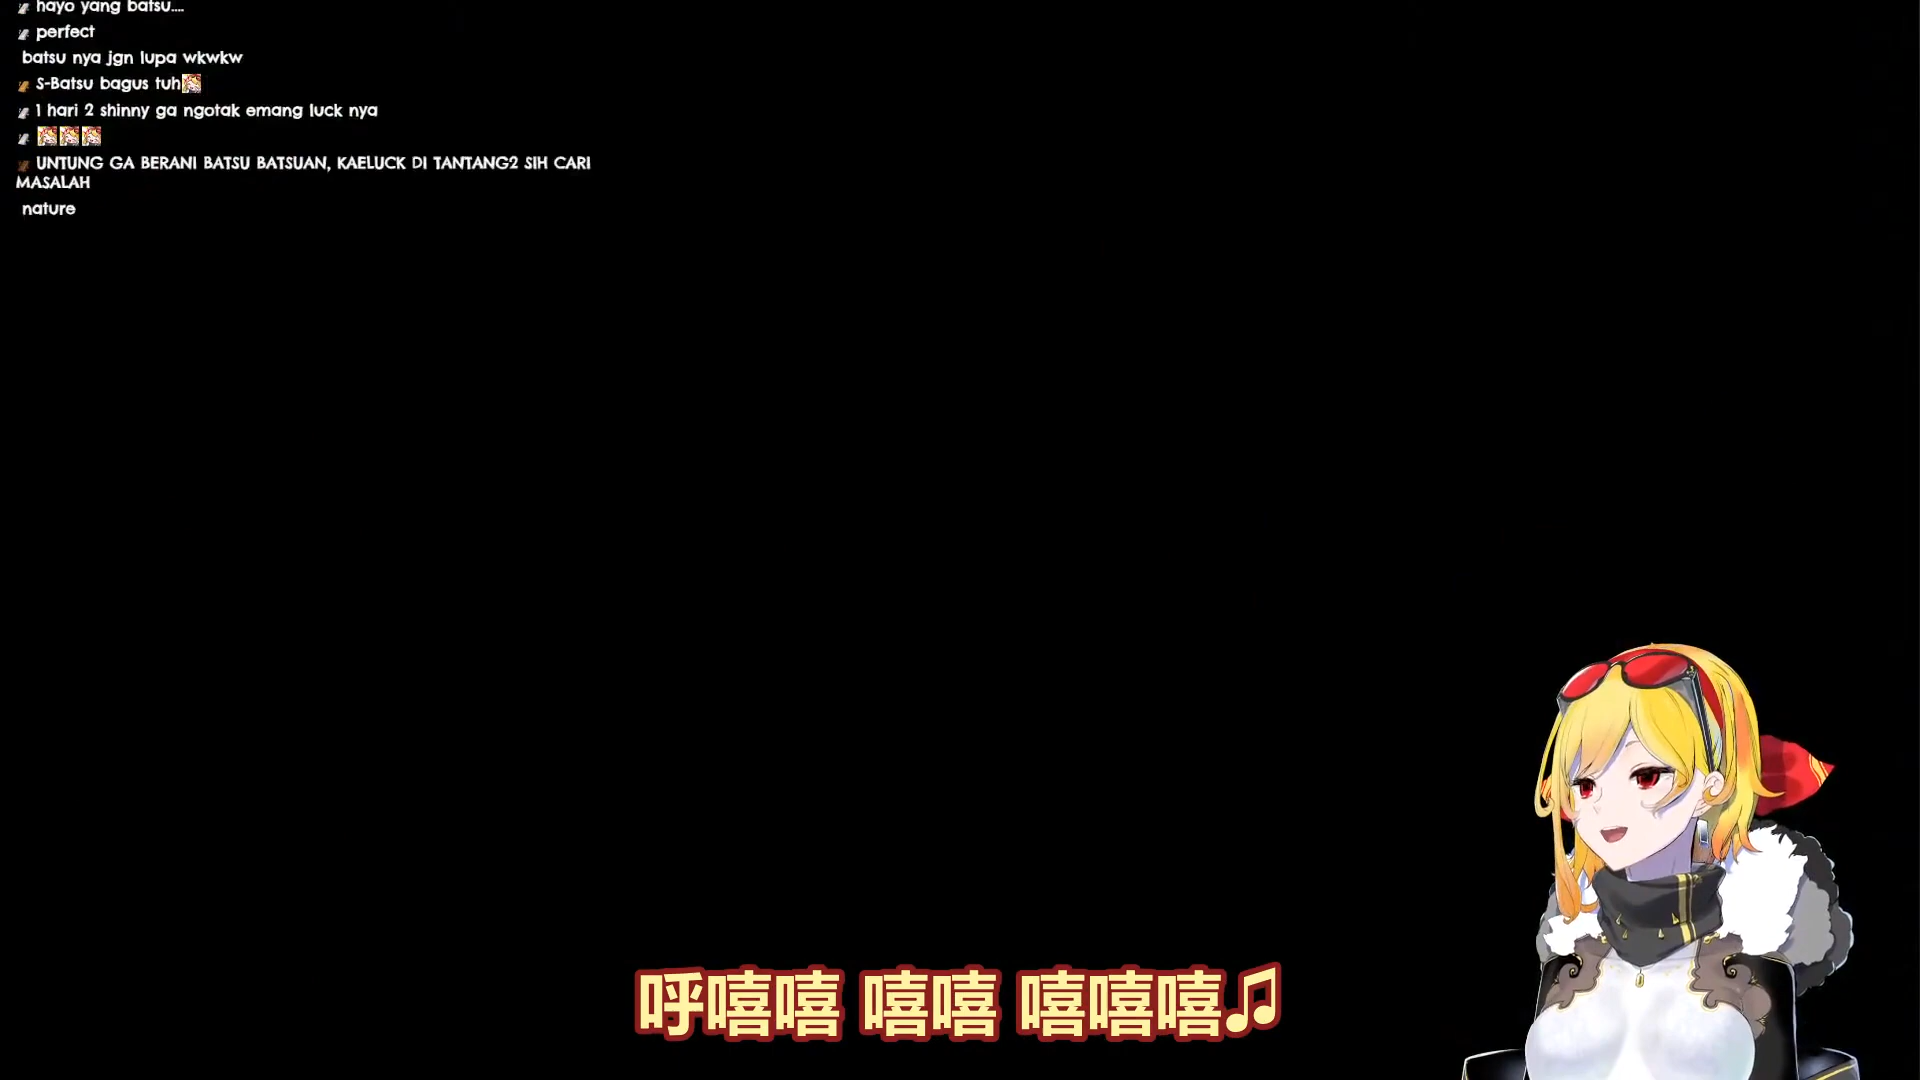 hayo yang batsu....
perfect
batsu nya jgn lupa wkwkw
S-Batsu bagus tuh
1 hari 2 shinny ga ngotak emang luck nya
UNTUNG GA BERANI BATSU BATSUAN, KAELUCK DI TANTANG2 SIH CARI
MASALAH
nature
呼嘻嘻 嘻嘻 嘻嘻嘻♫